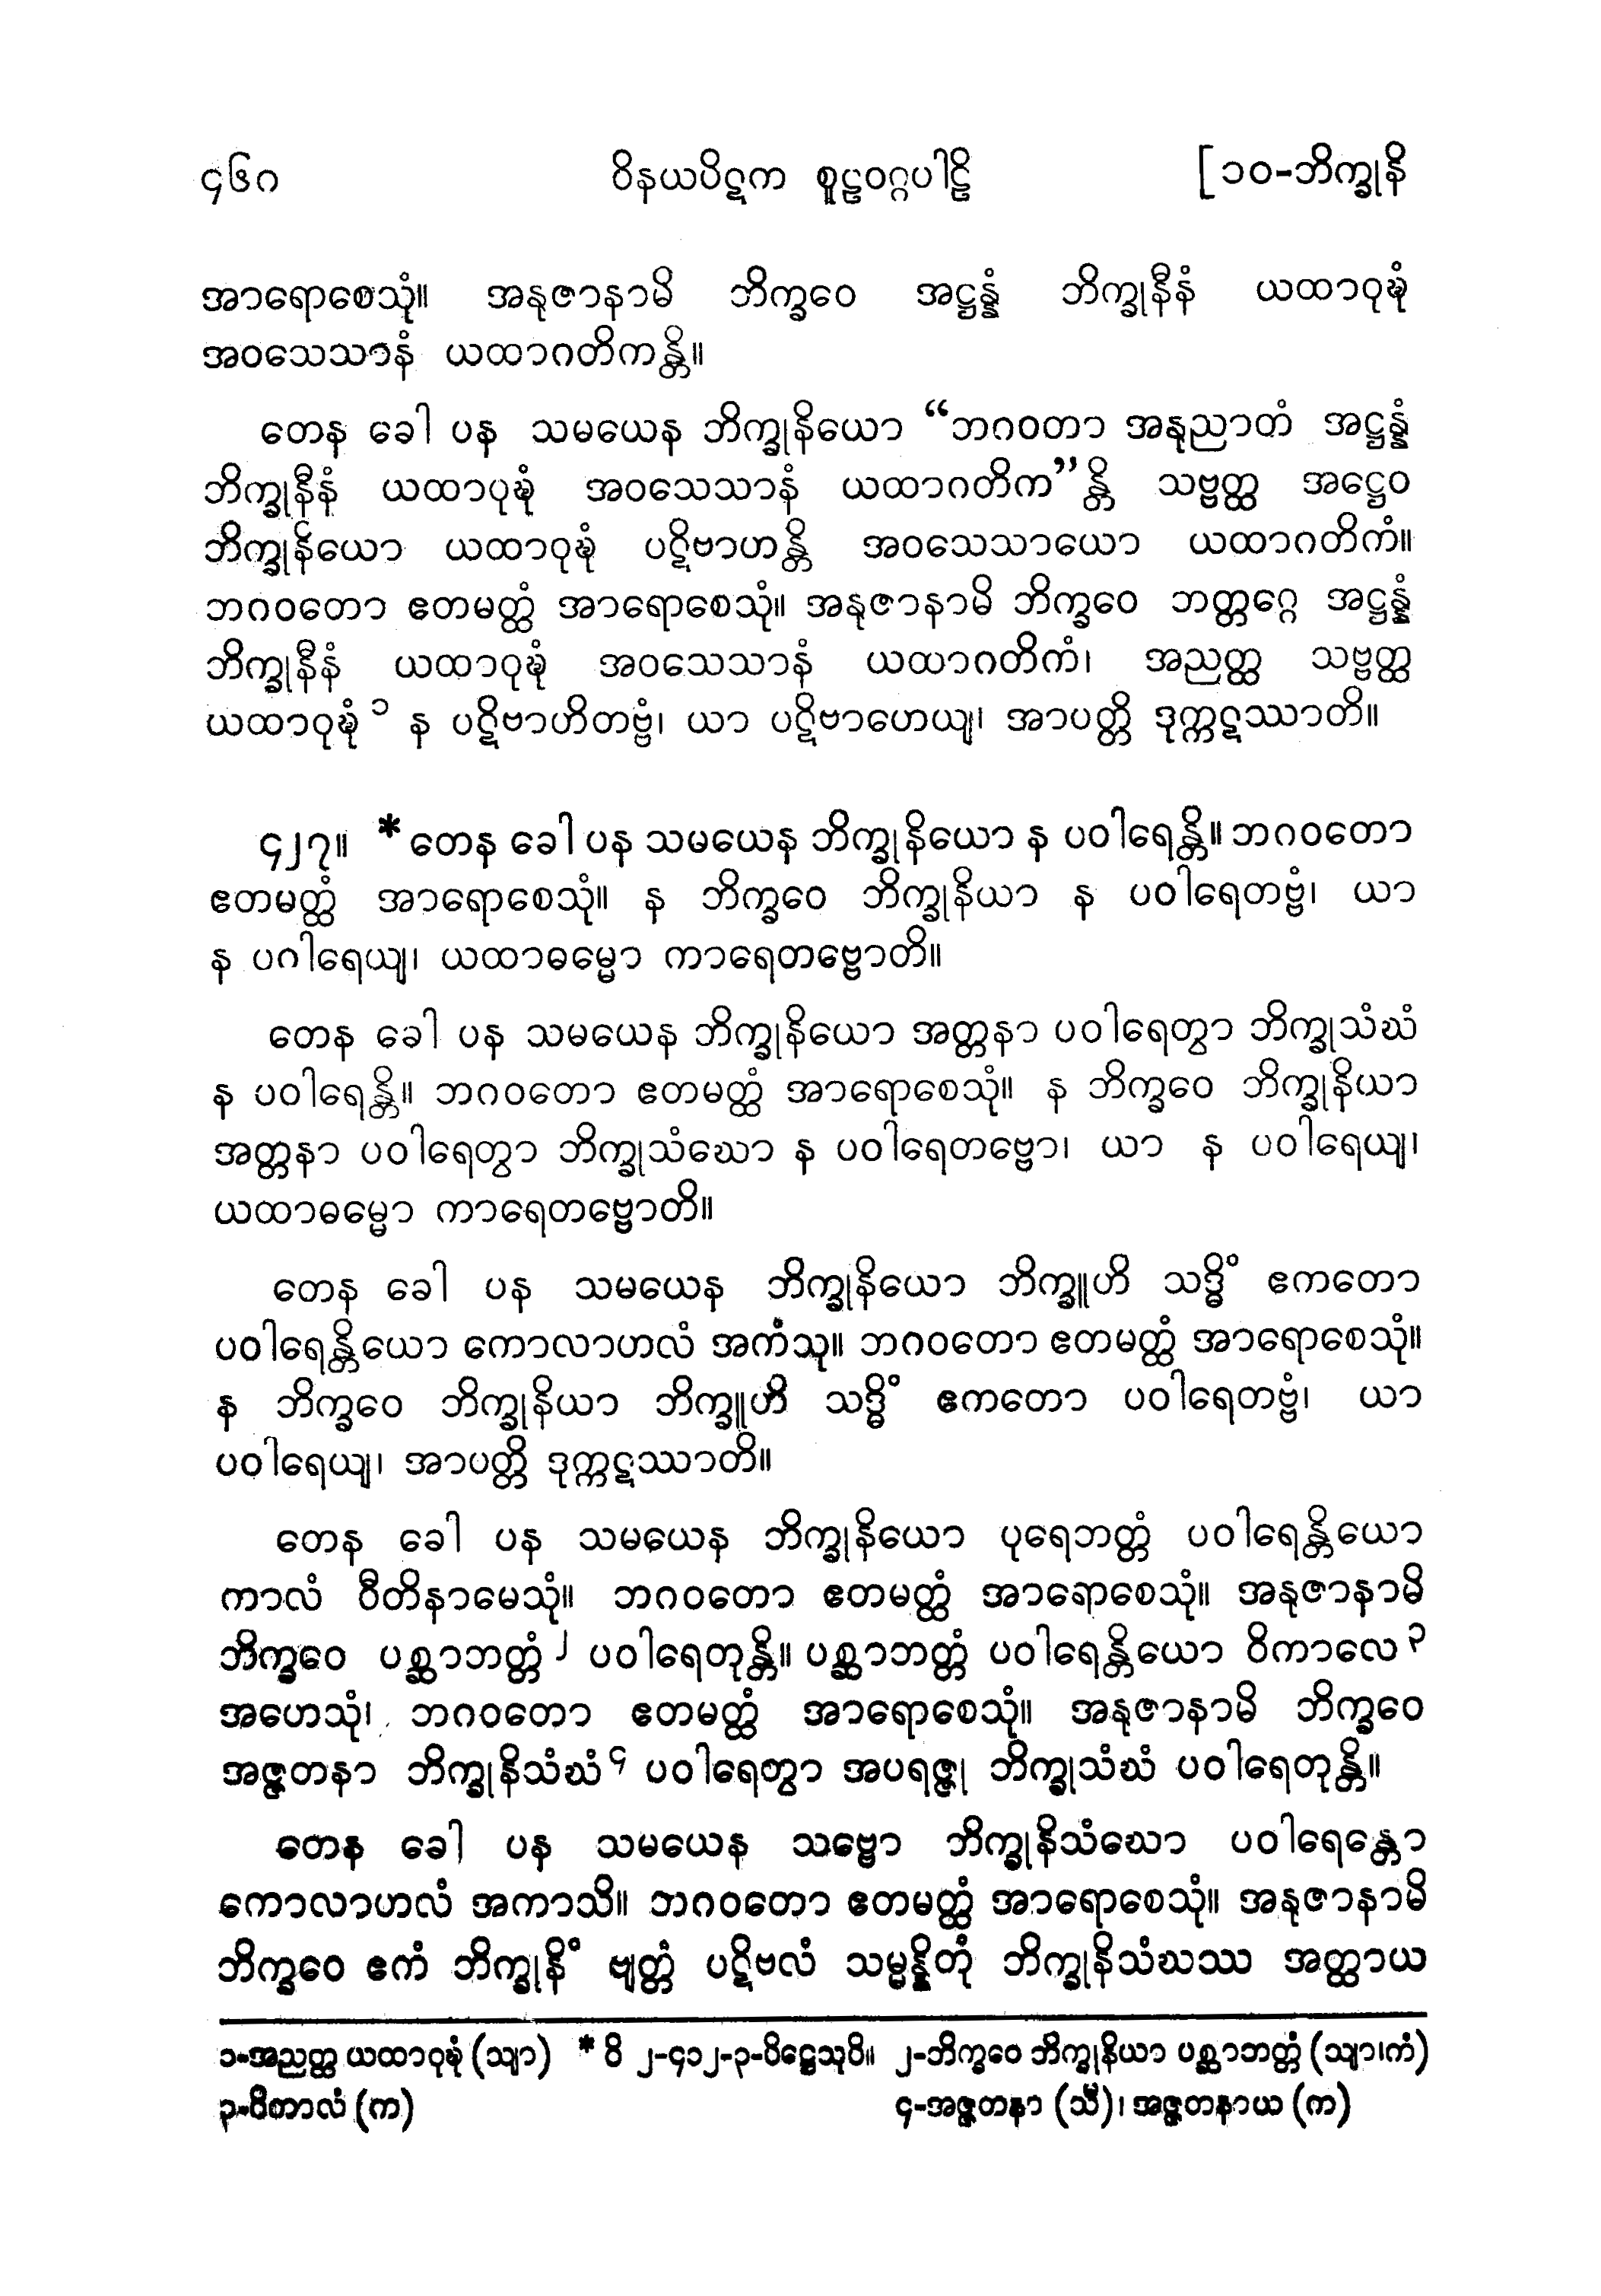 ၄၆၈ ဝိနယပိဋက စူဠဝဂ္ဂပါဠိ [၁၀-ဘိက္ခုနိ
အာရောစေသုံ။ အနုဇာနာမိ ဘိက္ခဝေ အဋ္ဌန္နံ ဘိက္ခုနီနံ ယထာဝုဍ္ဎံ
အဝသေသာနံ ယထာဂတိကန္တိ။
တေန ခေါ ပန သမယေန ဘိက္ခုနိယော “ဘဂဝတာ အနုညာတံ အဋ္ဌန္နံ
ဘိက္ခုနီနံ ယထာဝုဍ္ဎံ အဝသေသာနံ ယထာဂတိက”န္တိ သဗ္ဗတ္ထ အဋ္ဌေဝ
ဘိက္ခုနိယော ယထာဝုဍ္ဎံ ပဋိဗာဟန္တိ အဝသေသာယော ယထာဂတိကံ။
ဘဂဝတော ဧတမတ္ထံ အာရောစေသုံ။ အနုဇာနာမိ ဘိက္ခဝေ ဘတ္တဂ္ဂေ အဋ္ဌန္နံ
ဘိက္ခုနီနံ ယထာဝုဍ္ဎံ အဝသေသာနံ ယထာဂတိကံ၊ အညတ္ထ သဗ္ဗတ္ထ
ယထာဝုဍ္ဎံ ၁ န ပဋိဗာဟိတဗ္ဗံ၊ ယာ ပဋိဗာဟေယျ၊ အာပတ္တိ ဒုက္ကဋဿာတိ။
၄၂၇။ *တေန ခေါ ပန သမယေန ဘိက္ခုနိယော န ပဝါရေန္တိ။ ဘဂဝတော
ဧတမတ္ထံ အာရောစေသုံ။ န ဘိက္ခဝေ ဘိက္ခုနိယာ န ပဝါရေတဗ္ဗံ၊ ယာ
န ပဝါရေယျ၊ ယထာဓမ္မော ကာရေတဗ္ဗောတိ။
တေန ခေါ ပန သမယေန ဘိက္ခုနိယော အတ္တနာ ပဝါရေတွာ ဘိက္ခုသံဃံ
န ပဝါရေန္တိ။ ဘဂဝတော ဧတမတ္ထံ အာရောစေသုံ။ န ဘိက္ခဝေ ဘိက္ခုနိယာ
အတ္တနာ ပဝါရေတွာ ဘိက္ခုသံဃော န ပဝါရေတဗ္ဗော၊ ယာ န ပဝါရေယျ၊
ယထာဓမ္မော ကာရေတဗ္ဗောတိ။
တေန ခေါ ပန သမယေန ဘိက္ခုနိယော ဘိက္ခူဟိ သဒ္ဓိံ ဧကတော
ပဝါရေန္တိယော ကောလာဟလံ အကံသု။ ဘဂဝတော ဧတမတ္ထံ အာရောစေသုံ။
န ဘိက္ခဝေ ဘိက္ခုနိယာ ဘိက္ခူဟိ သဒ္ဓိံ ဧကတော ပဝါရေတဗ္ဗံ၊ ယာ
ပဝါရေယျ၊ အာပတ္တိ ဒုက္ကဋဿာတိ။
တေန ခေါ ပန သမယေန ဘိက္ခုနိယော ပုရေဘတ္တံ ပဝါရေန္တိယော
ကာလံ ဝီတိနာမေသုံ။ ဘဂဝတော ဧတမတ္ထံ အာရောစေသုံ။ အနုဇာနာမိ
ဘိက္ခဝေ ပစ္ဆာဘတ္တံ ၂ ပဝါရေတုန္တိ။ ပစ္ဆာဘတ္တံ ပဝါရေန္တိယော ဝိကာလေ ၃
အဟေသုံ၊ ဘဂဝတော ဧတမတ္ထံ အာရောစေသုံ။ အနုဇာနာမိ ဘိက္ခဝေ
အဇ္ဇတနာ ဘိက္ခုနိသံဃံ ၄ ပဝါရေတွာ အပရဇ္ဇု ဘိက္ခုသံဃံ ပဝါရေတုန္တိ။
တေန ခေါ ပန သမယေန သဗ္ဗော ဘိက္ခုနိသံဃော ပဝါရေန္တော
ကောလာဟလံ အကာသိ။ ဘဂဝတော ဧတမတ္ထံ အာရောစေသုံ။ အနုဇာနာမိ
ဘိက္ခဝေ ဧကံ ဘိက္ခုနိံ ဗျတ္တံ ပဋိဗလံ သမ္မန္နိတုံ ဘိက္ခုနိသံဃဿ အတ္ထာယ
၁-အညတ္ထ ယထာဝုဍ္ဎံ (သျာ) * ဝိ ၂-၄၁၂-၃-ပိဋ္ဌေသုပိ။ ၂-ဘိက္ခဝေ ဘိက္ခုနိယာ ပစ္ဆာဘတ္တံ (သျာ၊ကံ)
၃-ဝိကာလံ (က) ၄-အဇ္ဇတနာ (သီ)၊ အဇ္ဇတနာယ (က)